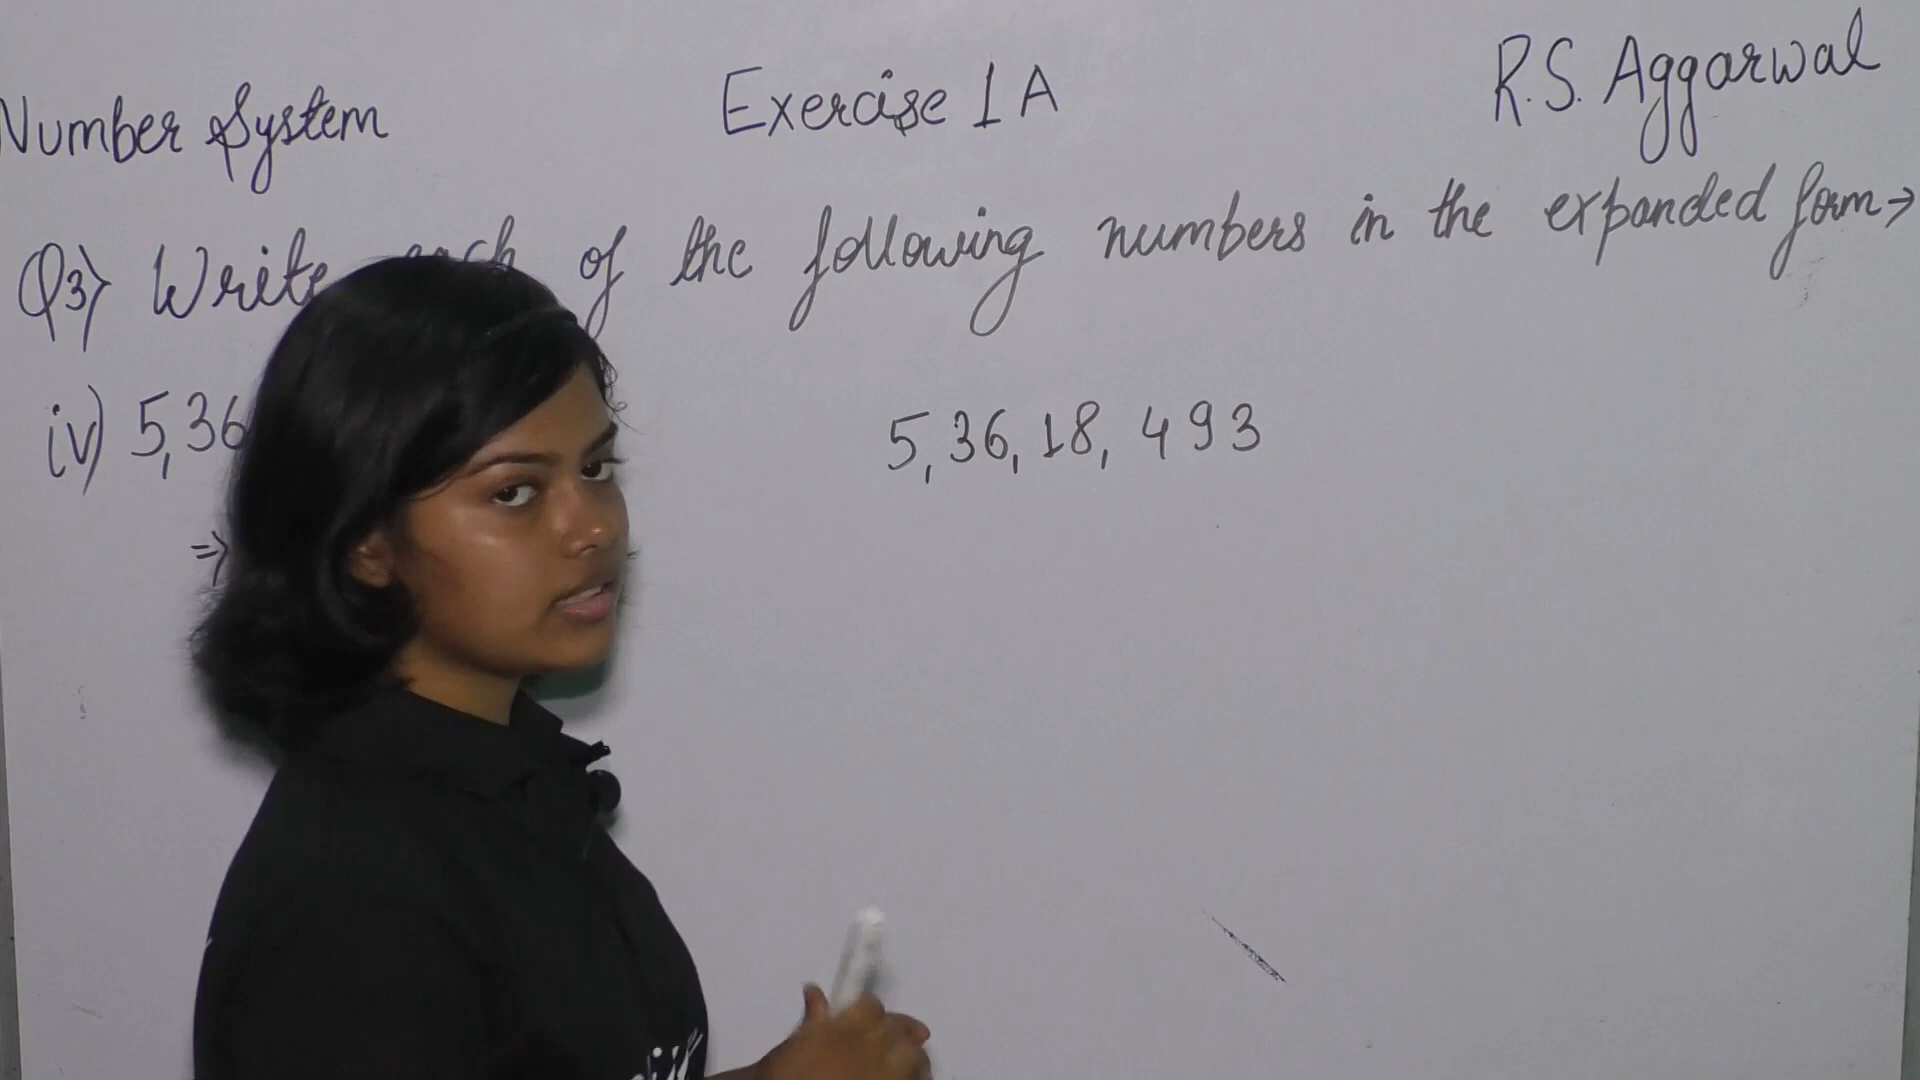 Number System Exercise 1A R.S. Aggarwal
Q3) Write each of the following numbers in the expanded form→
iv) 5,36 5,36,18,493
⇒